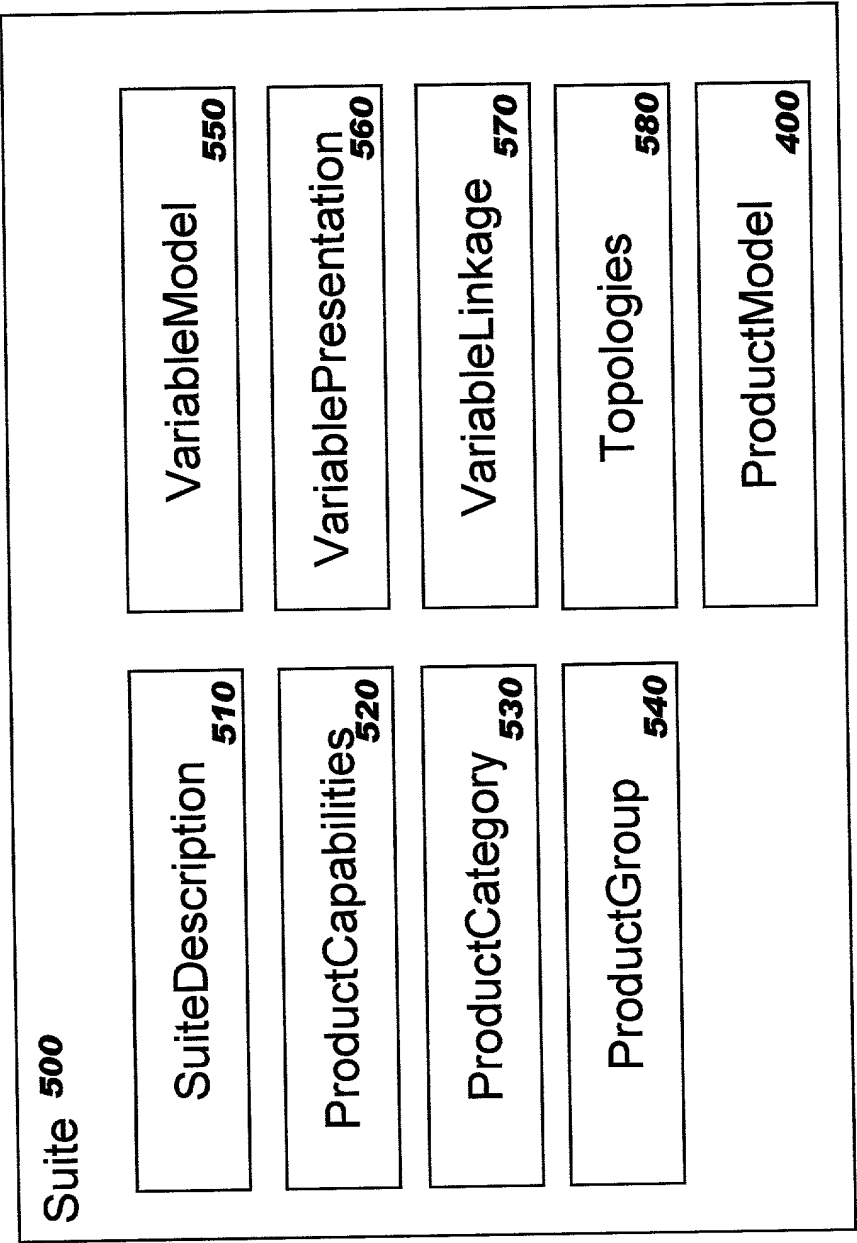 Suite 500
SuiteDescription
510
ProductCapabilities
520
ProductCategory
530
ProductGroup
540
VariableModel
550
VariablePresentation
560
VariableLinkage
570
Topologies
580
ProductModel
400